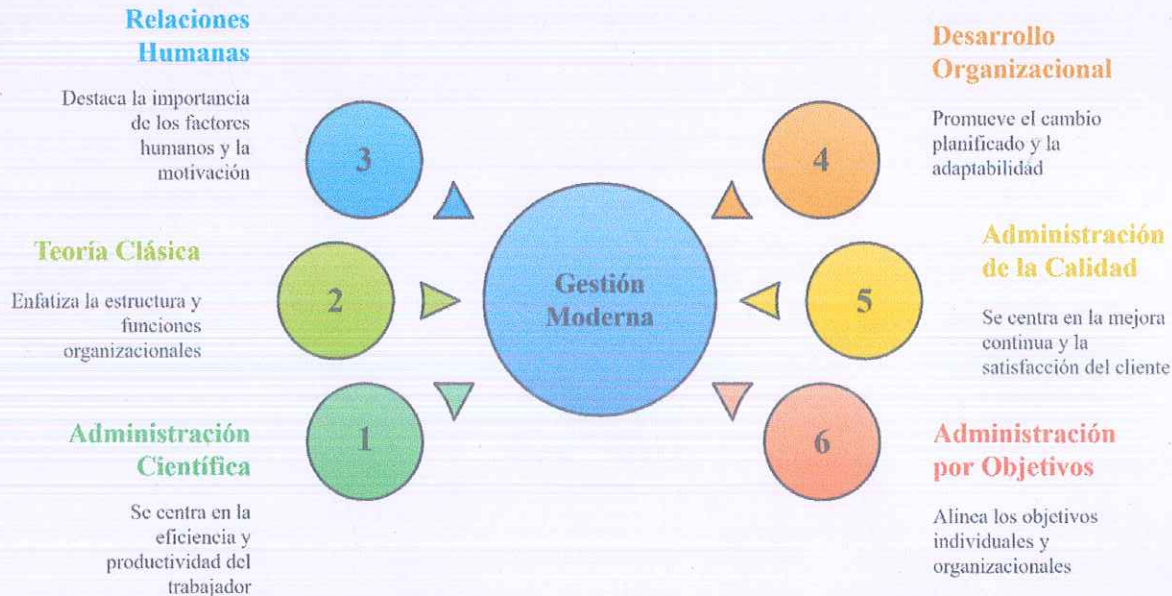 Relaciones
Humanas
Destaca la importancia
de los factores
humanos y la
motivación
3
Teoría Clásica
Enfatiza la estructura y
funciones
organizacionales
2
Administración
Científica
Se centra en la
eficiencia y
productividad del
trabajador
1
Gestión
Moderna
Desarrollo
Organizacional
Promueve el cambio
planificado y la
adaptabilidad
4
Administración
de la Calidad
Se centra en la mejora
continua y la
satisfacción del cliente
5
Administración
por Objetivos
Alinea los objetivos
individuales y
organizacionales
6